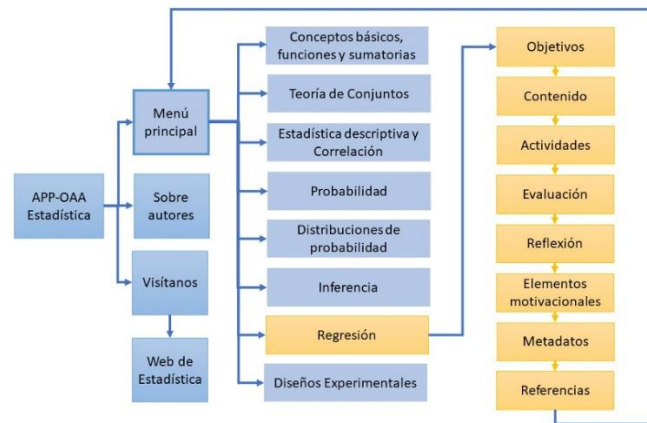 APP-OAA
Estadística
Menú
principal
Sobre
autores
Visítanos
Web de
Estadística
Conceptos básicos,
funciones y sumatorias
Teoría de Conjuntos
Estadística descriptiva y
Correlación
Probabilidad
Distribuciones de
probabilidad
Inferencia
Regresión
Diseños Experimentales
Objetivos
Contenido
Actividades
Evaluación
Reflexión
Elementos
motivacionales
Metadatos
Referencias